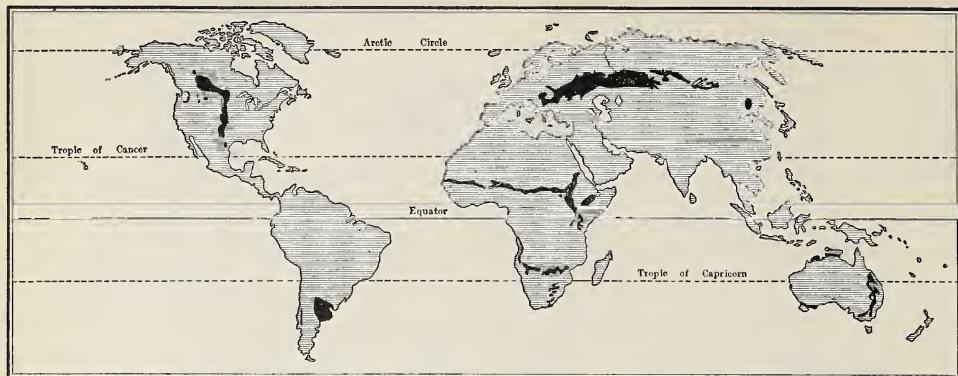 Arctic Circle
Tropic of Cancer
Equator
Tropic of Capricorn